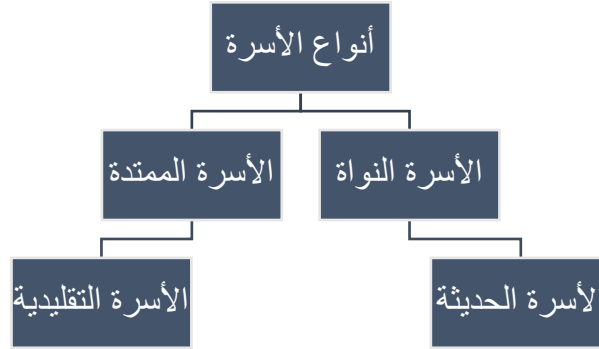 أنواع الأسرة
الأسرة النواة
الأسرة الممتدة
لأسرة الحديثة
الأسرة التقليدية